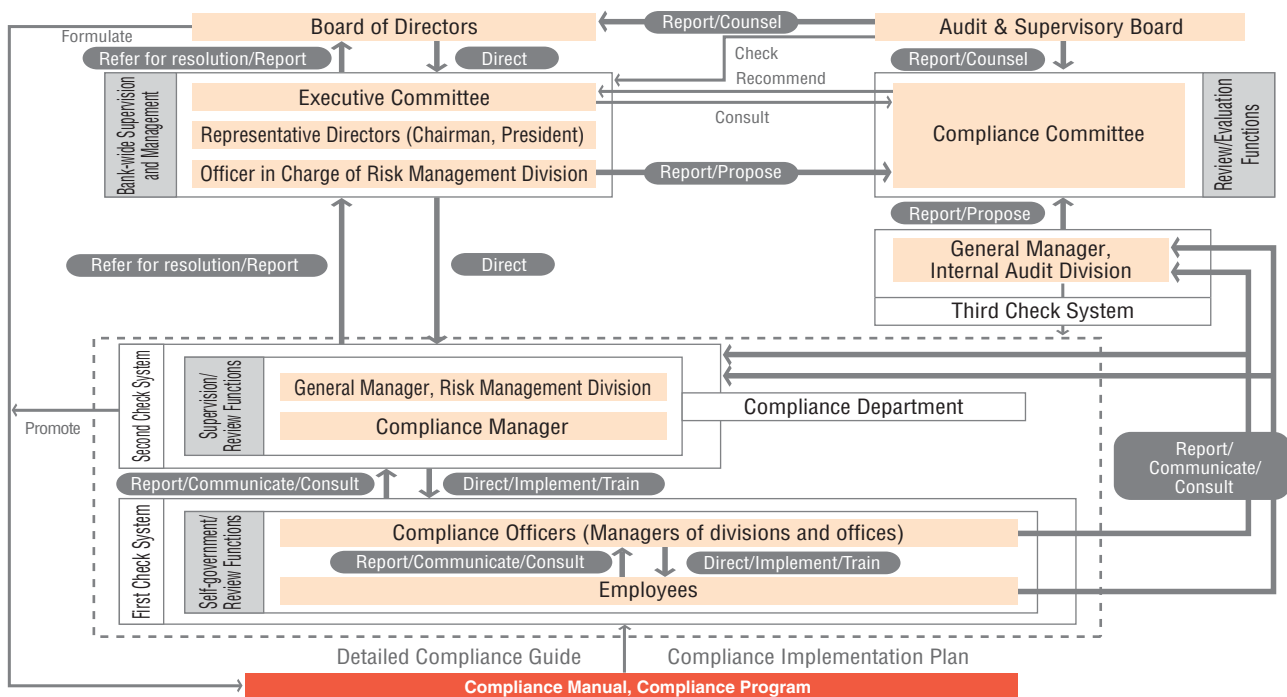 Formulate
Board of Directors
Report/Counsel
Audit & Supervisory Board
Refer for resolution/Report
Direct
Check
Report/Counsel
Recommend
Bank-wide Supervision
and Management
Executive Committee
Consult
Representative Directors (Chairman, President)
Officer in Charge of Risk Management Division
Report/Propose
Compliance Committee
Review/Evaluation
Functions
Report/Propose
Refer for resolution/Report
Direct
General Manager,
Internal Audit Division
Third Check System
Second Check System
Supervision/
Review Functions
General Manager, Risk Management Division
Compliance Manager
Compliance Department
Promote
Report/Communicate/Consult
Direct/Implement/Train
Report/
Communicate/
Consult
First Check System
Self-government/
Review Functions
Compliance Officers (Managers of divisions and offices)
Report/Communicate/Consult
Direct/Implement/Train
Employees
Detailed Compliance Guide
Compliance Implementation Plan
Compliance Manual, Compliance Program